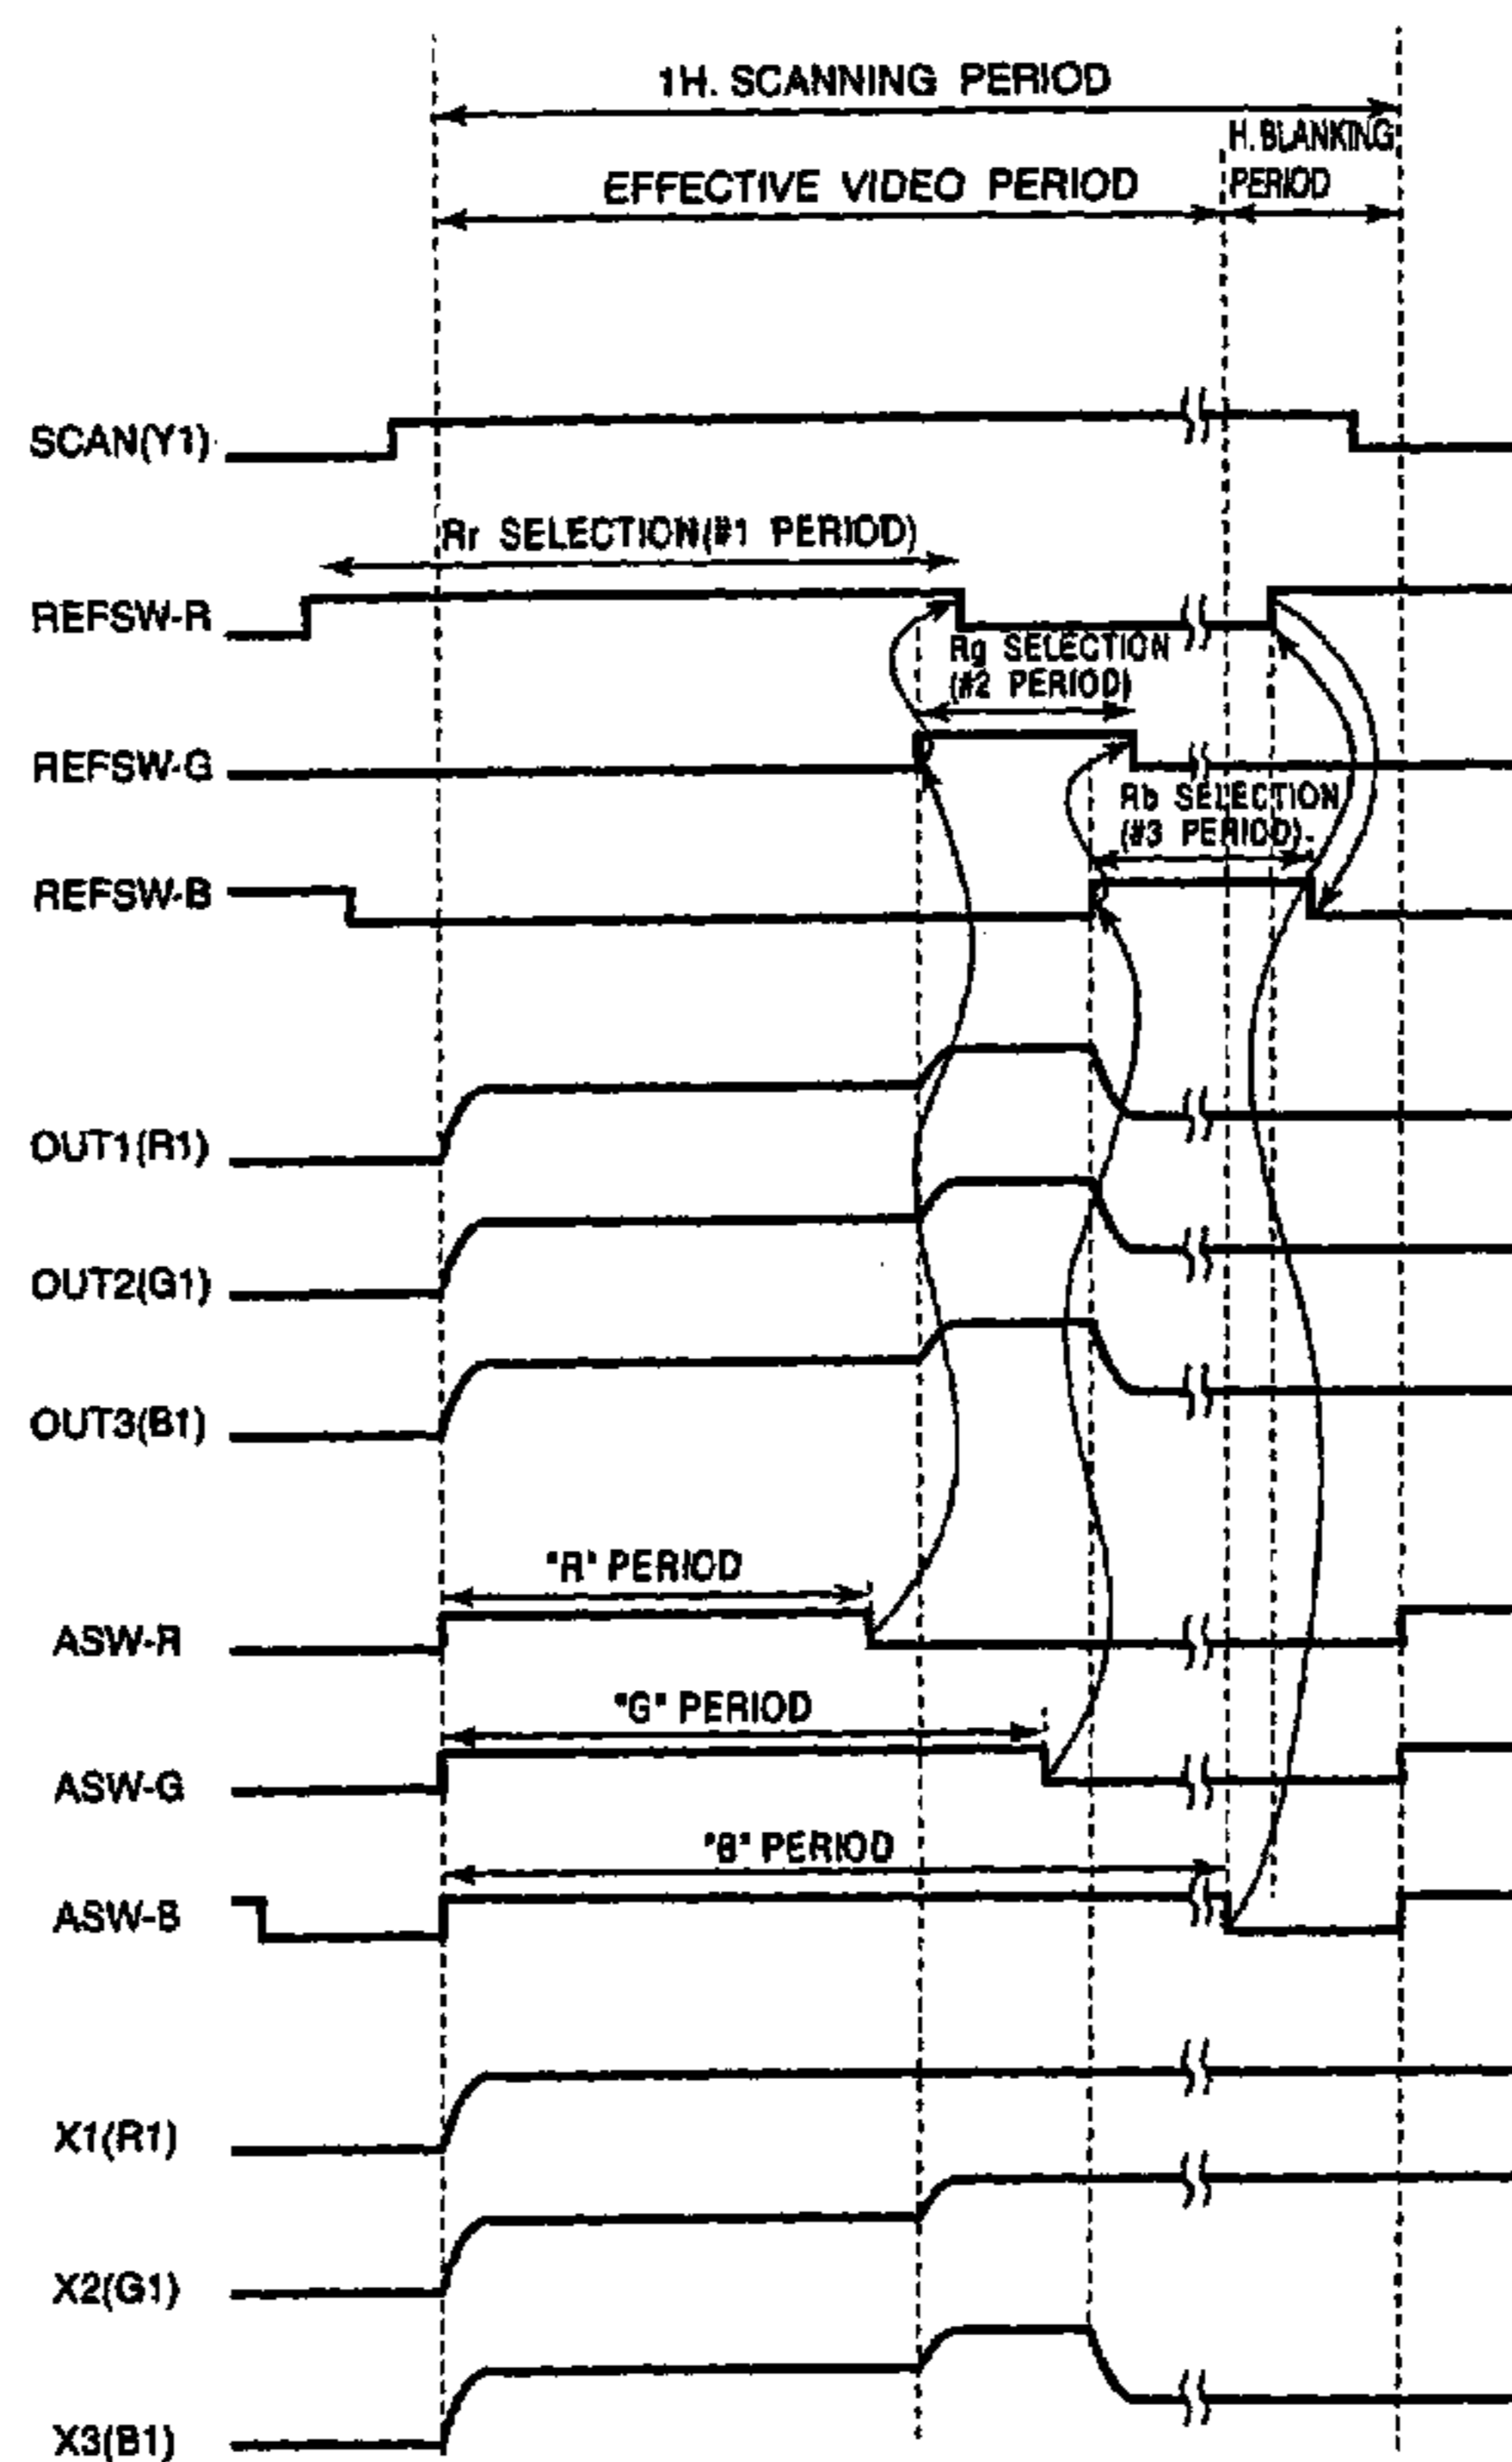 1H. SCANNING PERIOD
H. BLANKING
PERIOD
EFFECTIVE VIDEO PERIOD
SCAN(Y1)
Rr SELECTION(#1 PERIOD)
REFSW-R
Rg SELECTION
(#2 PERIOD)
REFSW-G
Rb SELECTION
(#3 PERIOD)
REFSW-B
OUT1(R1)
OUT2(G1)
OUT3(B1)
"R" PERIOD
ASW-R
"G" PERIOD
ASW-G
"B" PERIOD
ASW-B
X1(R1)
X2(G1)
X3(B1)